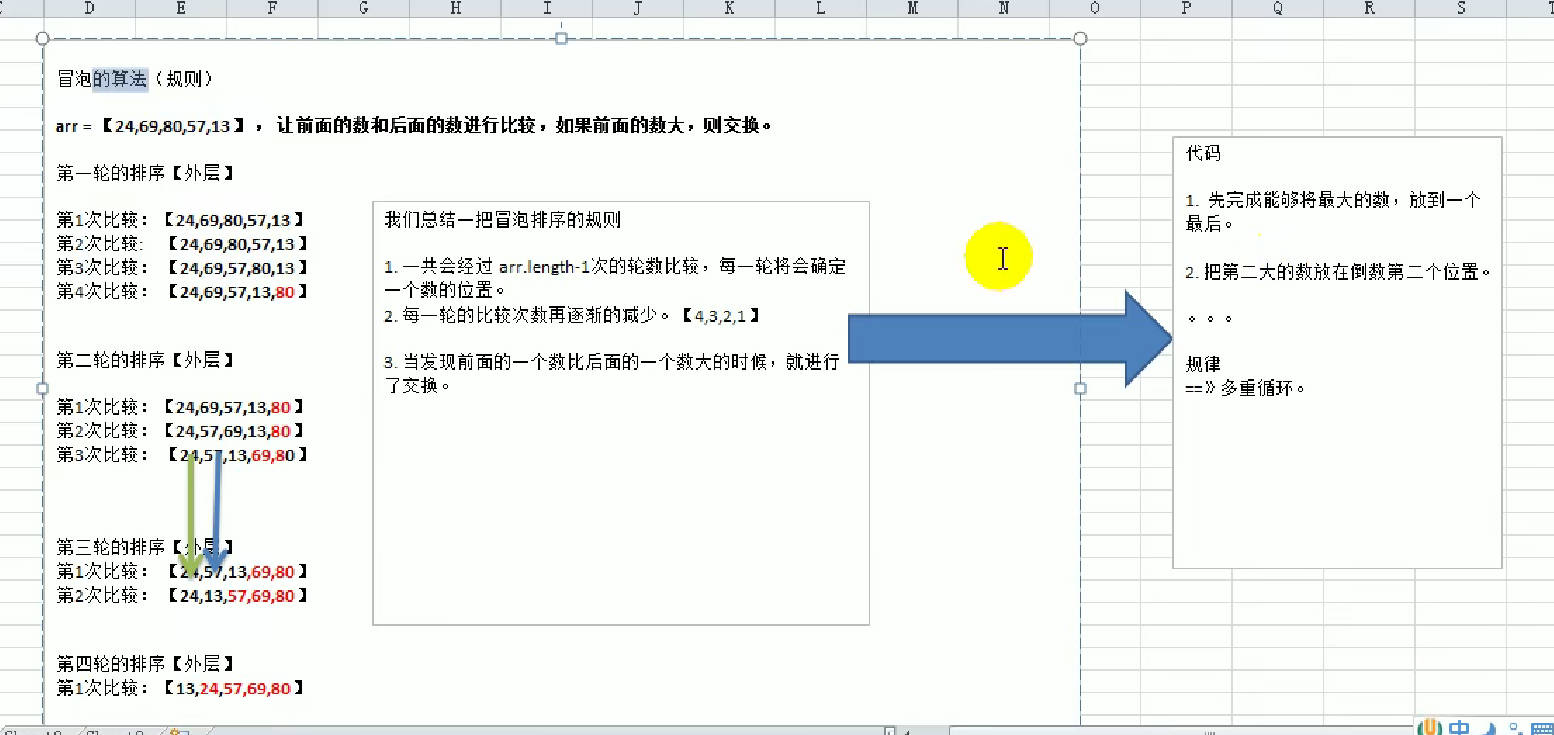 D E F G H I J K L M N O P Q R S
冒泡的算法（规则）
arr = 【24,69,80,57,13】 ， 让前面的数和后面的数进行比较，如果前面的数大，则交换。
第一轮的排序【外层】
第1次比较： 【24,69,80,57,13】
第2次比较: 【24,69,80,57,13】
第3次比较： 【24,69,57,80,13】
第4次比较： 【24,69,57,13,80】
第二轮的排序【外层】
第1次比较： 【24,69,57,13,80】
第2次比较： 【24,57,69,13,80】
第3次比较： 【24,57,13,69,80】
第三轮的排序【外层】
第1次比较： 【24,57,13,69,80】
第2次比较： 【24,13,57,69,80】
第四轮的排序【外层】
第1次比较： 【13,24,57,69,80】
我们总结一把冒泡排序的规则
1. 一共会经过 arr.length-1次的轮数比较，每一轮将会确定
一个数的位置。
2. 每一轮的比较次数再逐渐的减少。【4,3,2,1】
3. 当发现前面的一个数比后面的一个数大的时候，就进行
了交换。
代码
1. 先完成能够将最大的数，放到一个
最后。
2. 把第二大的数放在倒数第二个位置。
。。。
规律
==》多重循环。
中